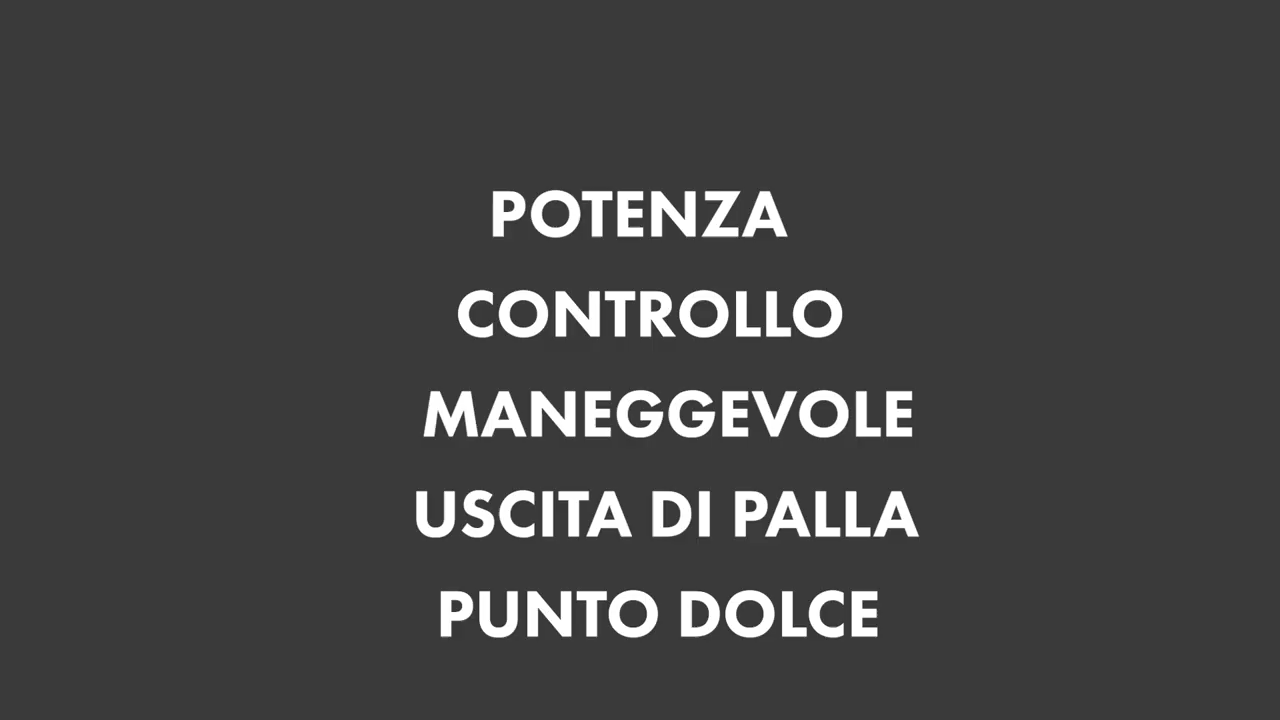 POTENZA
CONTROLLO
MANEGGEVOLE
USCITA DI PALLA
PUNTO DOLCE